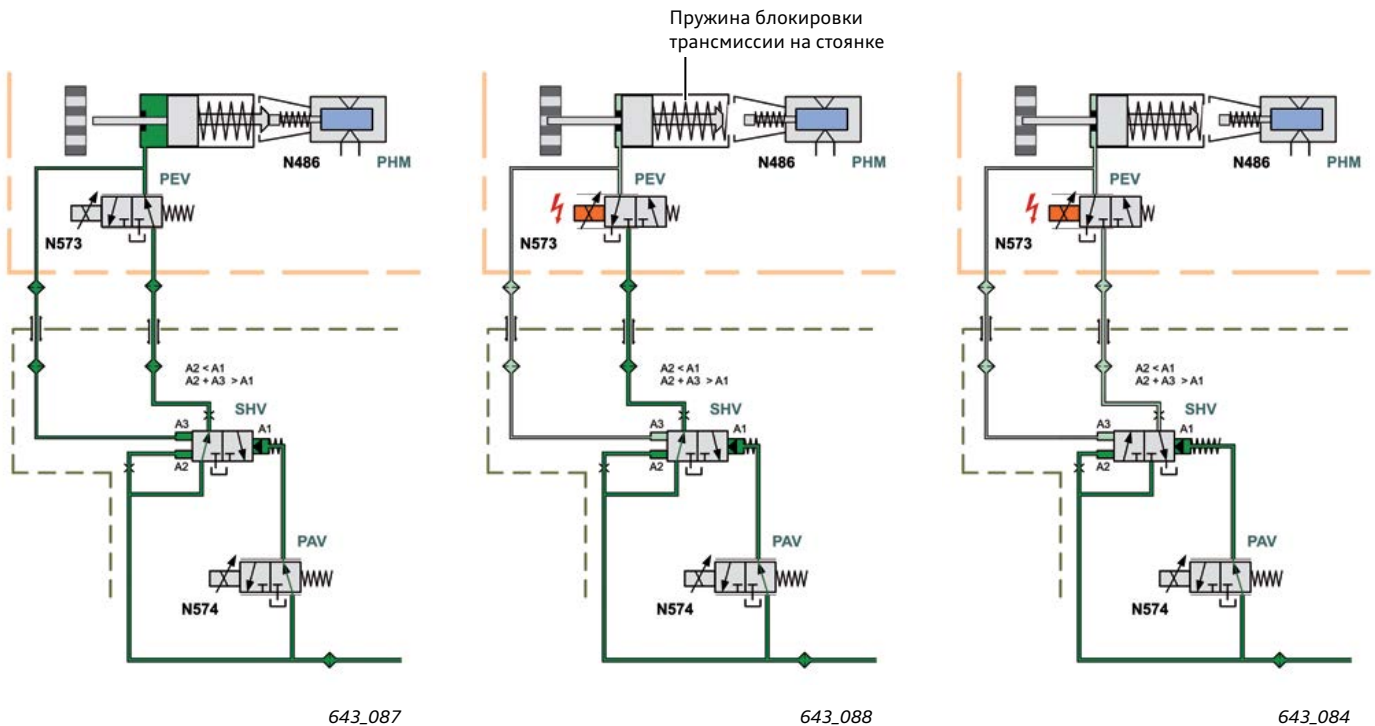 Пружина блокировки
трансмиссии на стоянке
N486
PHM
PEV
N573
A2 < A1
A2 + A3 > A1
SHV
A3
A1
A2
PAV
N574
643_087
N486
PHM
PEV
N573
A2 < A1
A2 + A3 > A1
SHV
A3
A1
A2
PAV
N574
643_088
N486
PHM
PEV
N573
A2 < A1
A2 + A3 > A1
SHV
A3
A1
A2
PAV
N574
643_084